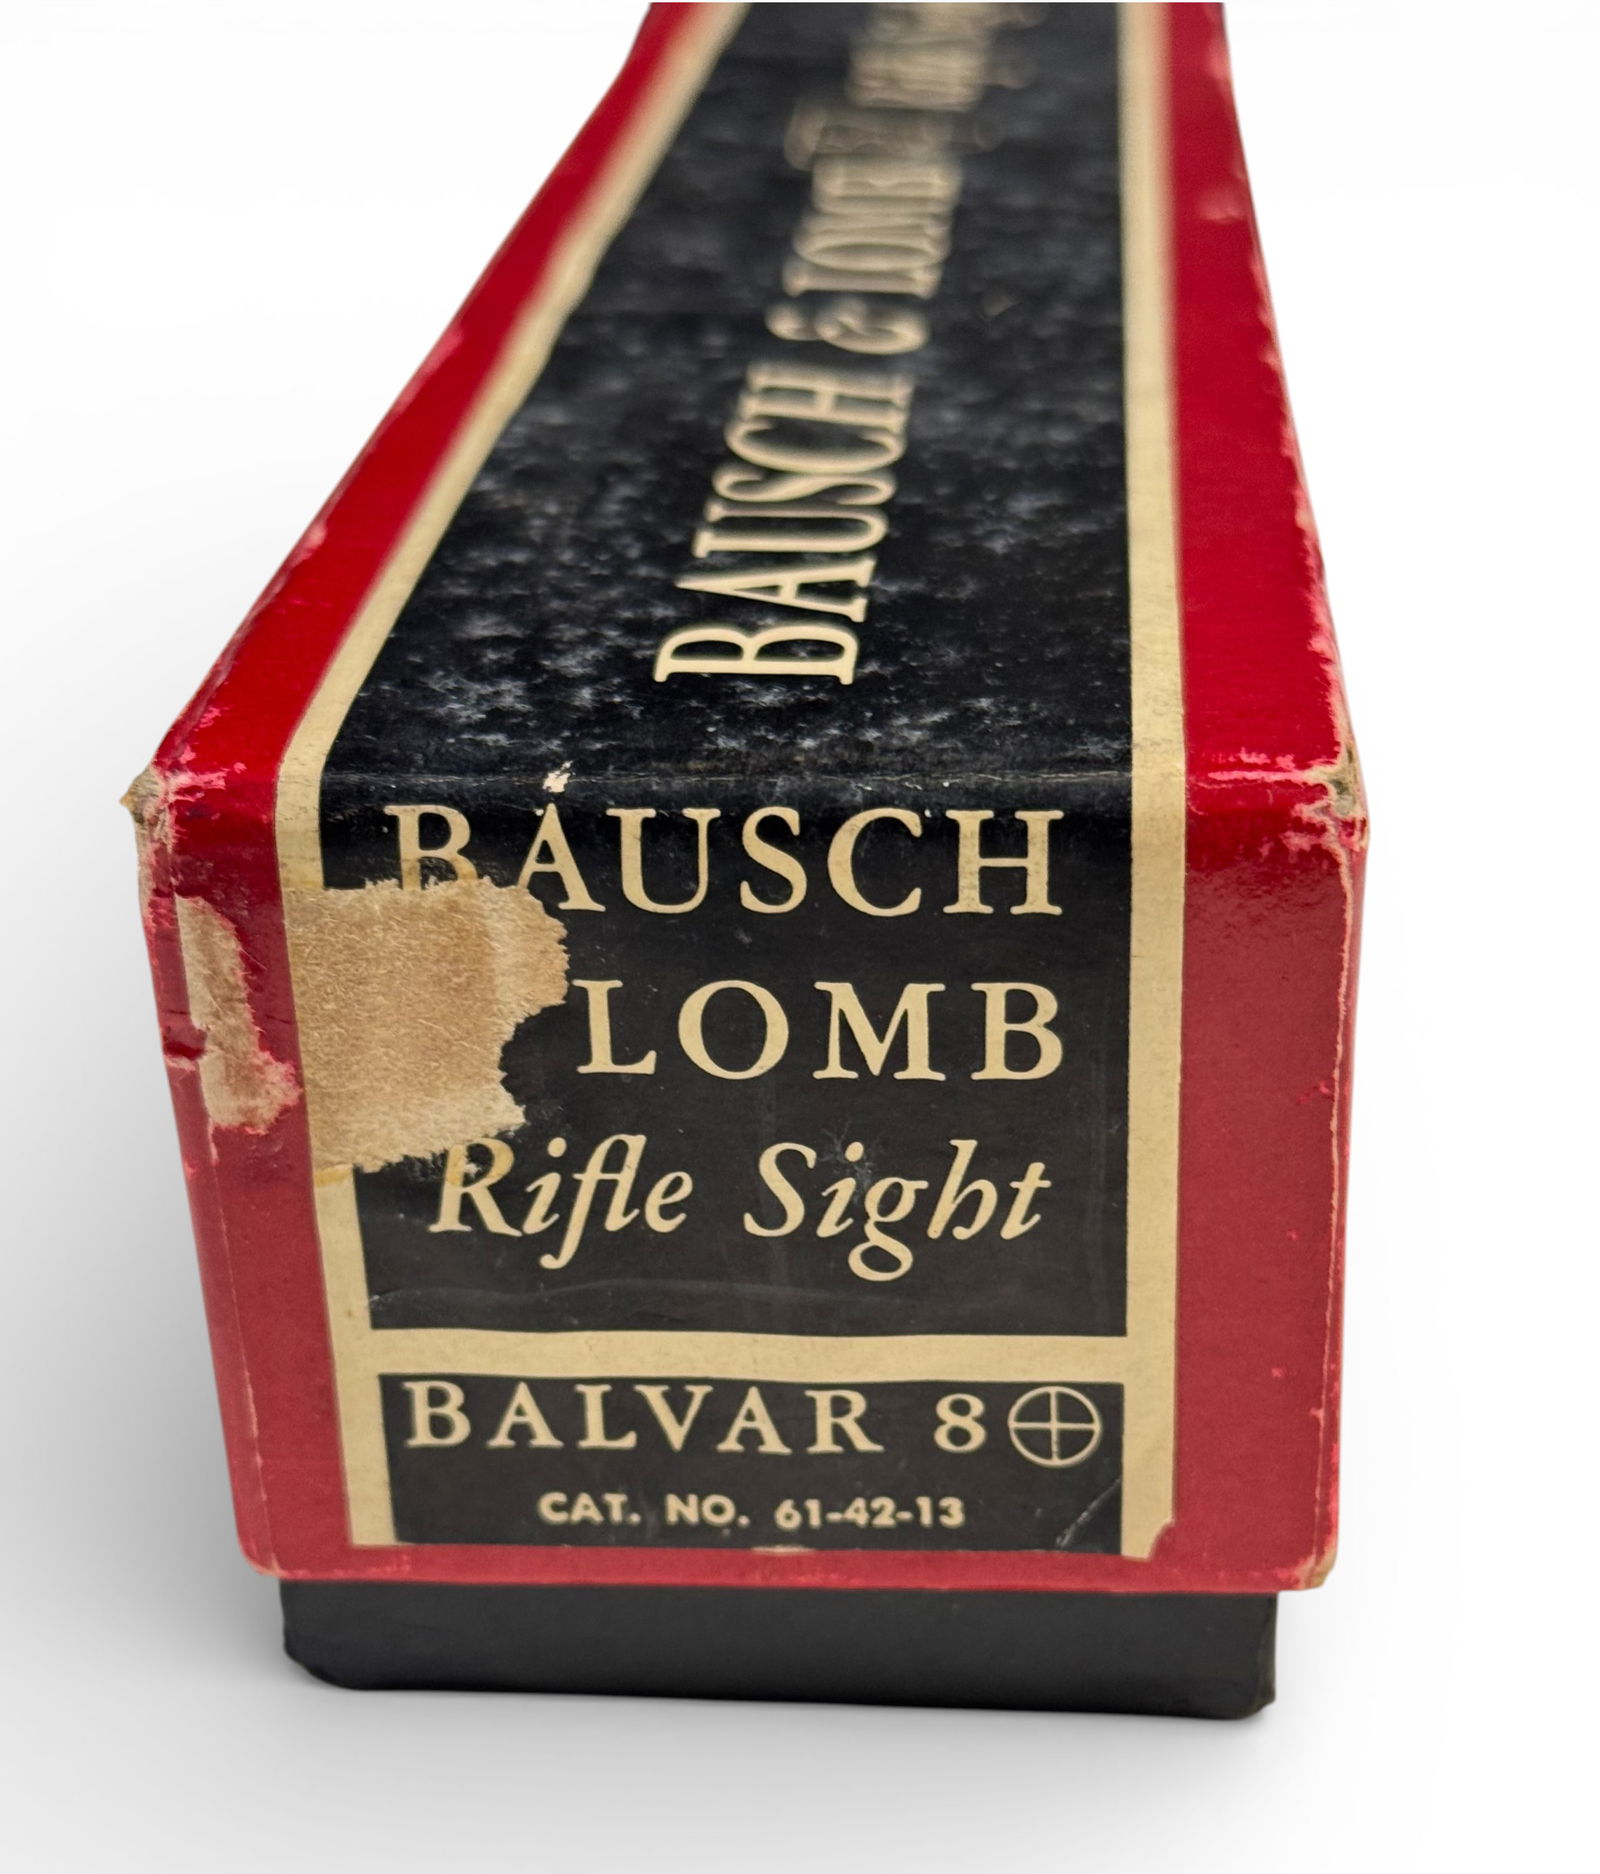 BAUSCH & LOMB
BAUSCH
LOMB
Rifle Sight
BALVAR 8
CAT. NO. 61-42-13